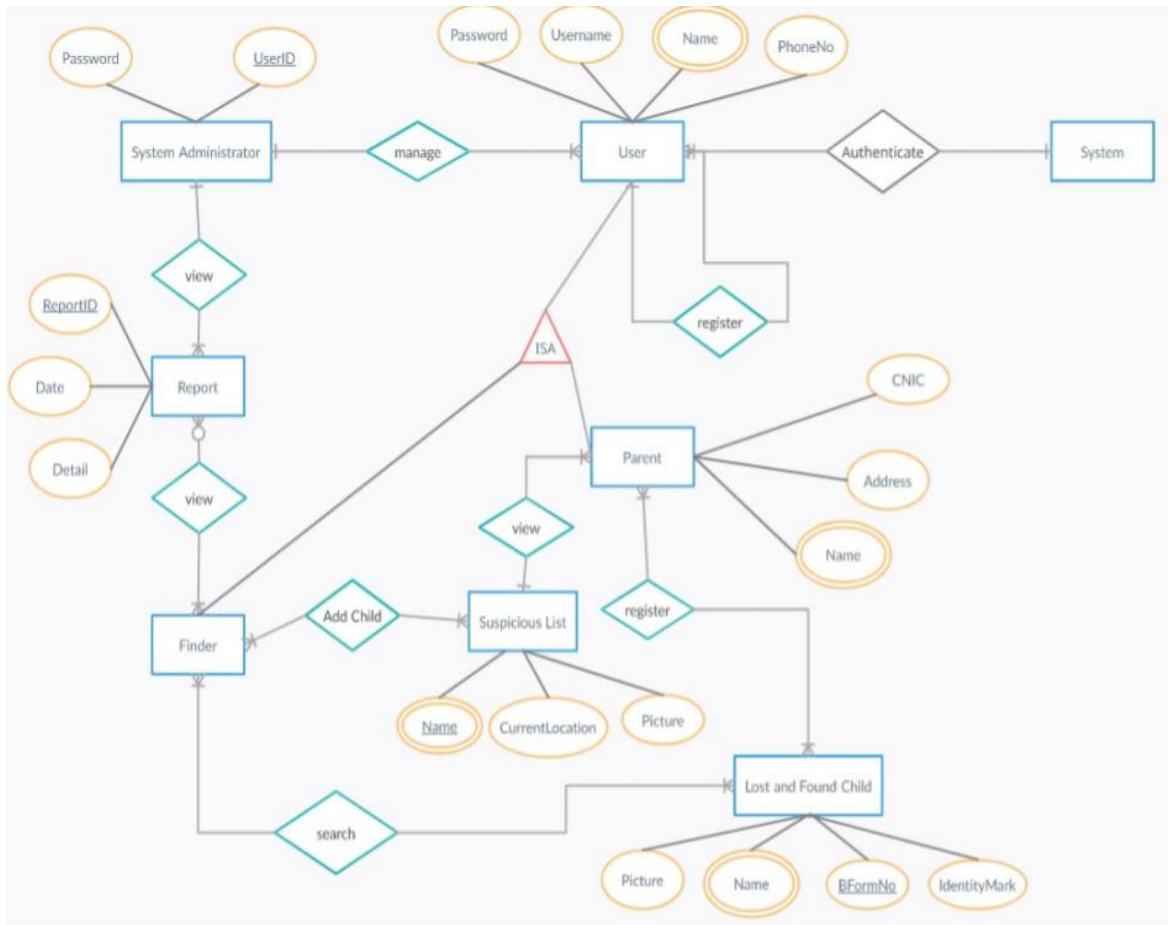 Password
UserID
Password
Username
Name
PhoneNo
System Administrator
manage
User
Authenticate
System
view
ReportID
register
ISA
Report
Date
CNIC
Parent
Detail
view
Address
view
Name
Add Child
register
Suspicious List
Finder
Name
CurrentLocation
Picture
Lost and Found Child
search
Picture
Name
BFormNo
IdentityMark